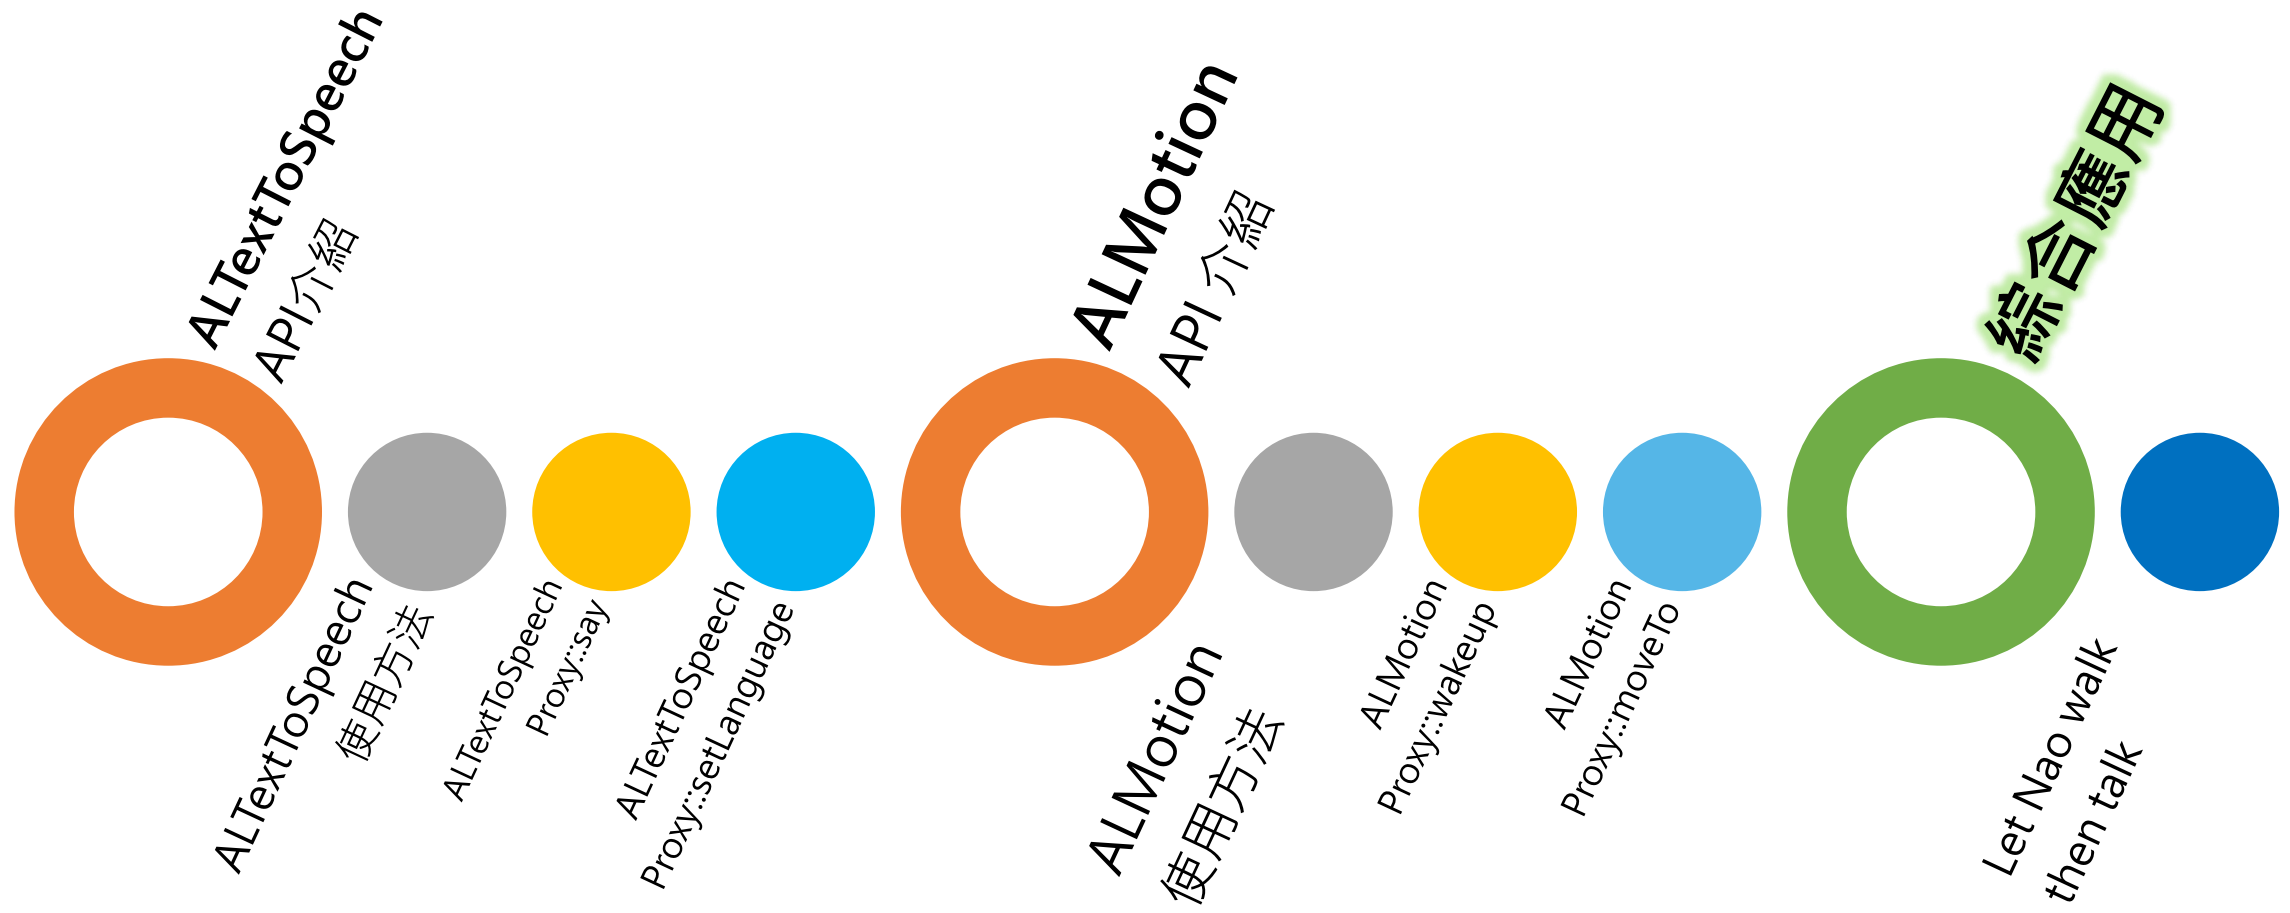 ALTextToSpeech
API介紹
ALTextToSpeech
使用方法
ALTextToSpeech
Proxy::say
ALTextToSpeech
Proxy::setLanguage
ALMotion
API 介紹
ALMotion
使用方法
ALMotion
Proxy::wakeup
ALMotion
Proxy::moveTo
綜合應用
Let Nao walk
then talk